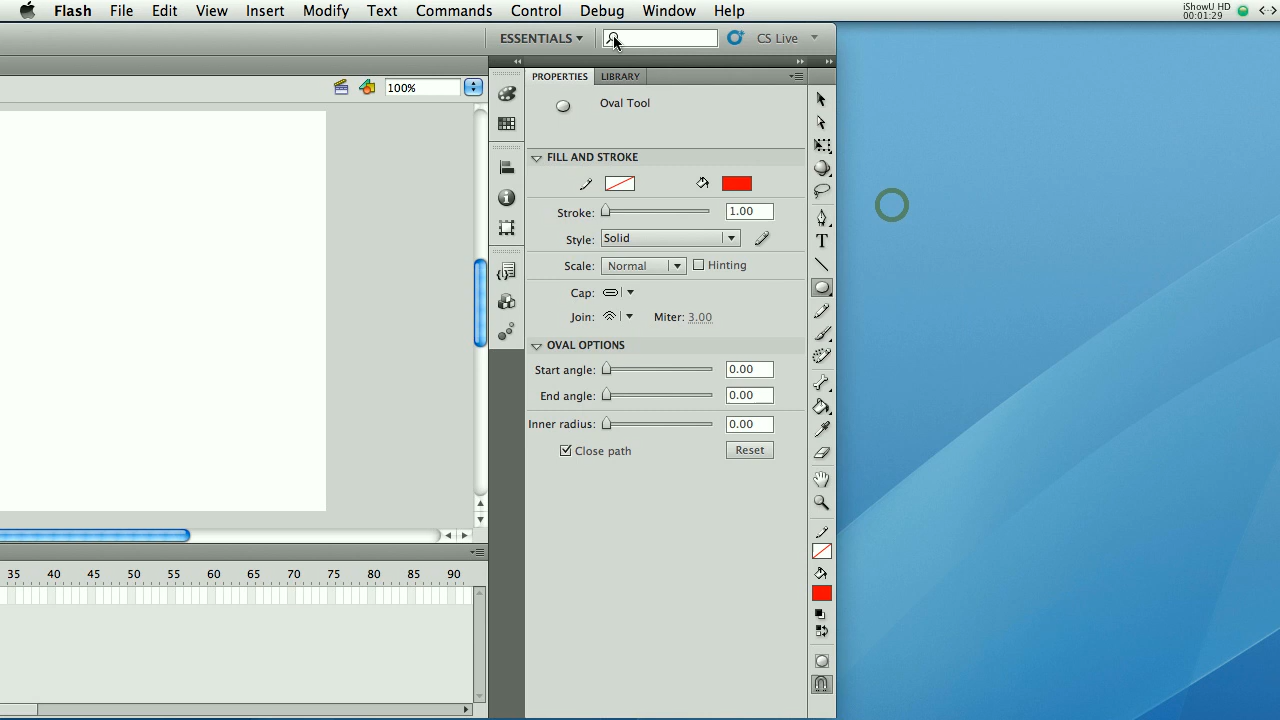 Flash File Edit View Insert Modify Text Commands Control Debug Window Help iShowU HD
00:01:29
ESSENTIALS CS Live
PROPERTIES LIBRARY
100%
Oval Tool
FILL AND STROKE
Stroke: 1.00
Style: Solid
Scale: Normal Hinting
Cap:
Join: Miter: 3.00
OVAL OPTIONS
Start angle: 0.00
End angle: 0.00
Inner radius: 0.00
Close path Reset
35 40 45 50 55 60 65 70 75 80 85 90